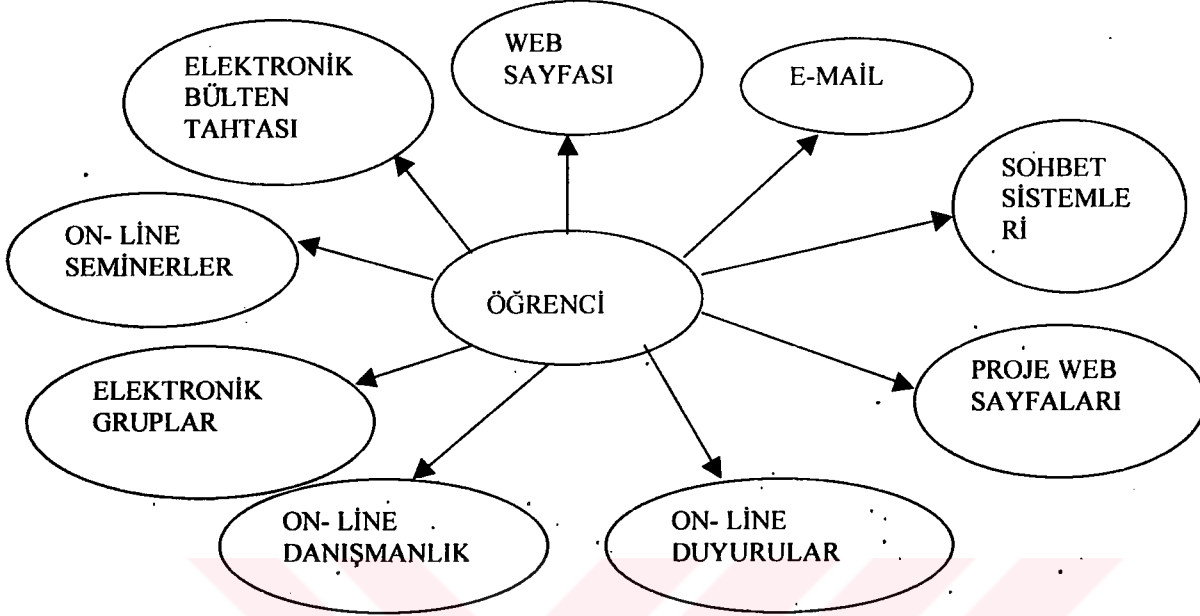 ELEKTRONİK
BÜLTEN
TAHTASI
WEB
SAYFASI
E-MAİL
SOHBET
SİSTEMLE
Rİ
ON- LİNE
SEMİNERLER
ÖĞRENCİ
ELEKTRONİK
GRUPLAR
PROJE WEB
SAYFALARI
ON- LİNE
DANIŞMANLIK
ON- LİNE
DUYURULAR